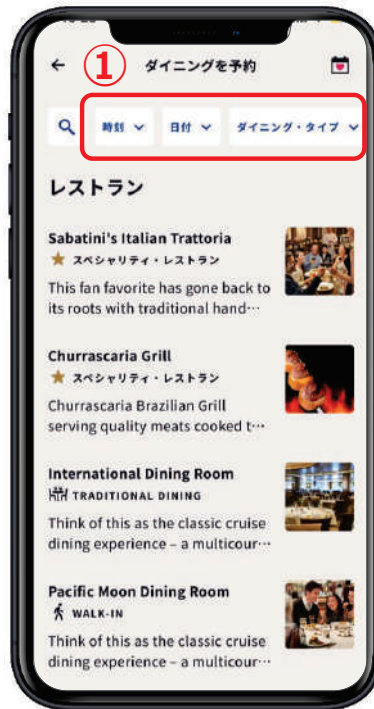 ①
ダイニングを予約
時刻
日付
ダイニング・タイプ
レストラン
Sabatini's Italian Trattoria
スペシャリティ・レストラン
This fan favorite has gone back to
its roots with traditional hand…
Churrascaria Grill
スペシャリティ・レストラン
Churrascaria Brazilian Grill
serving quality meats cooked t…
International Dining Room
TRADITIONAL DINING
Think of this as the classic cruise
dining experience – a multicour…
Pacific Moon Dining Room
WALK-IN
Think of this as the classic cruise
dining experience – a multicour…